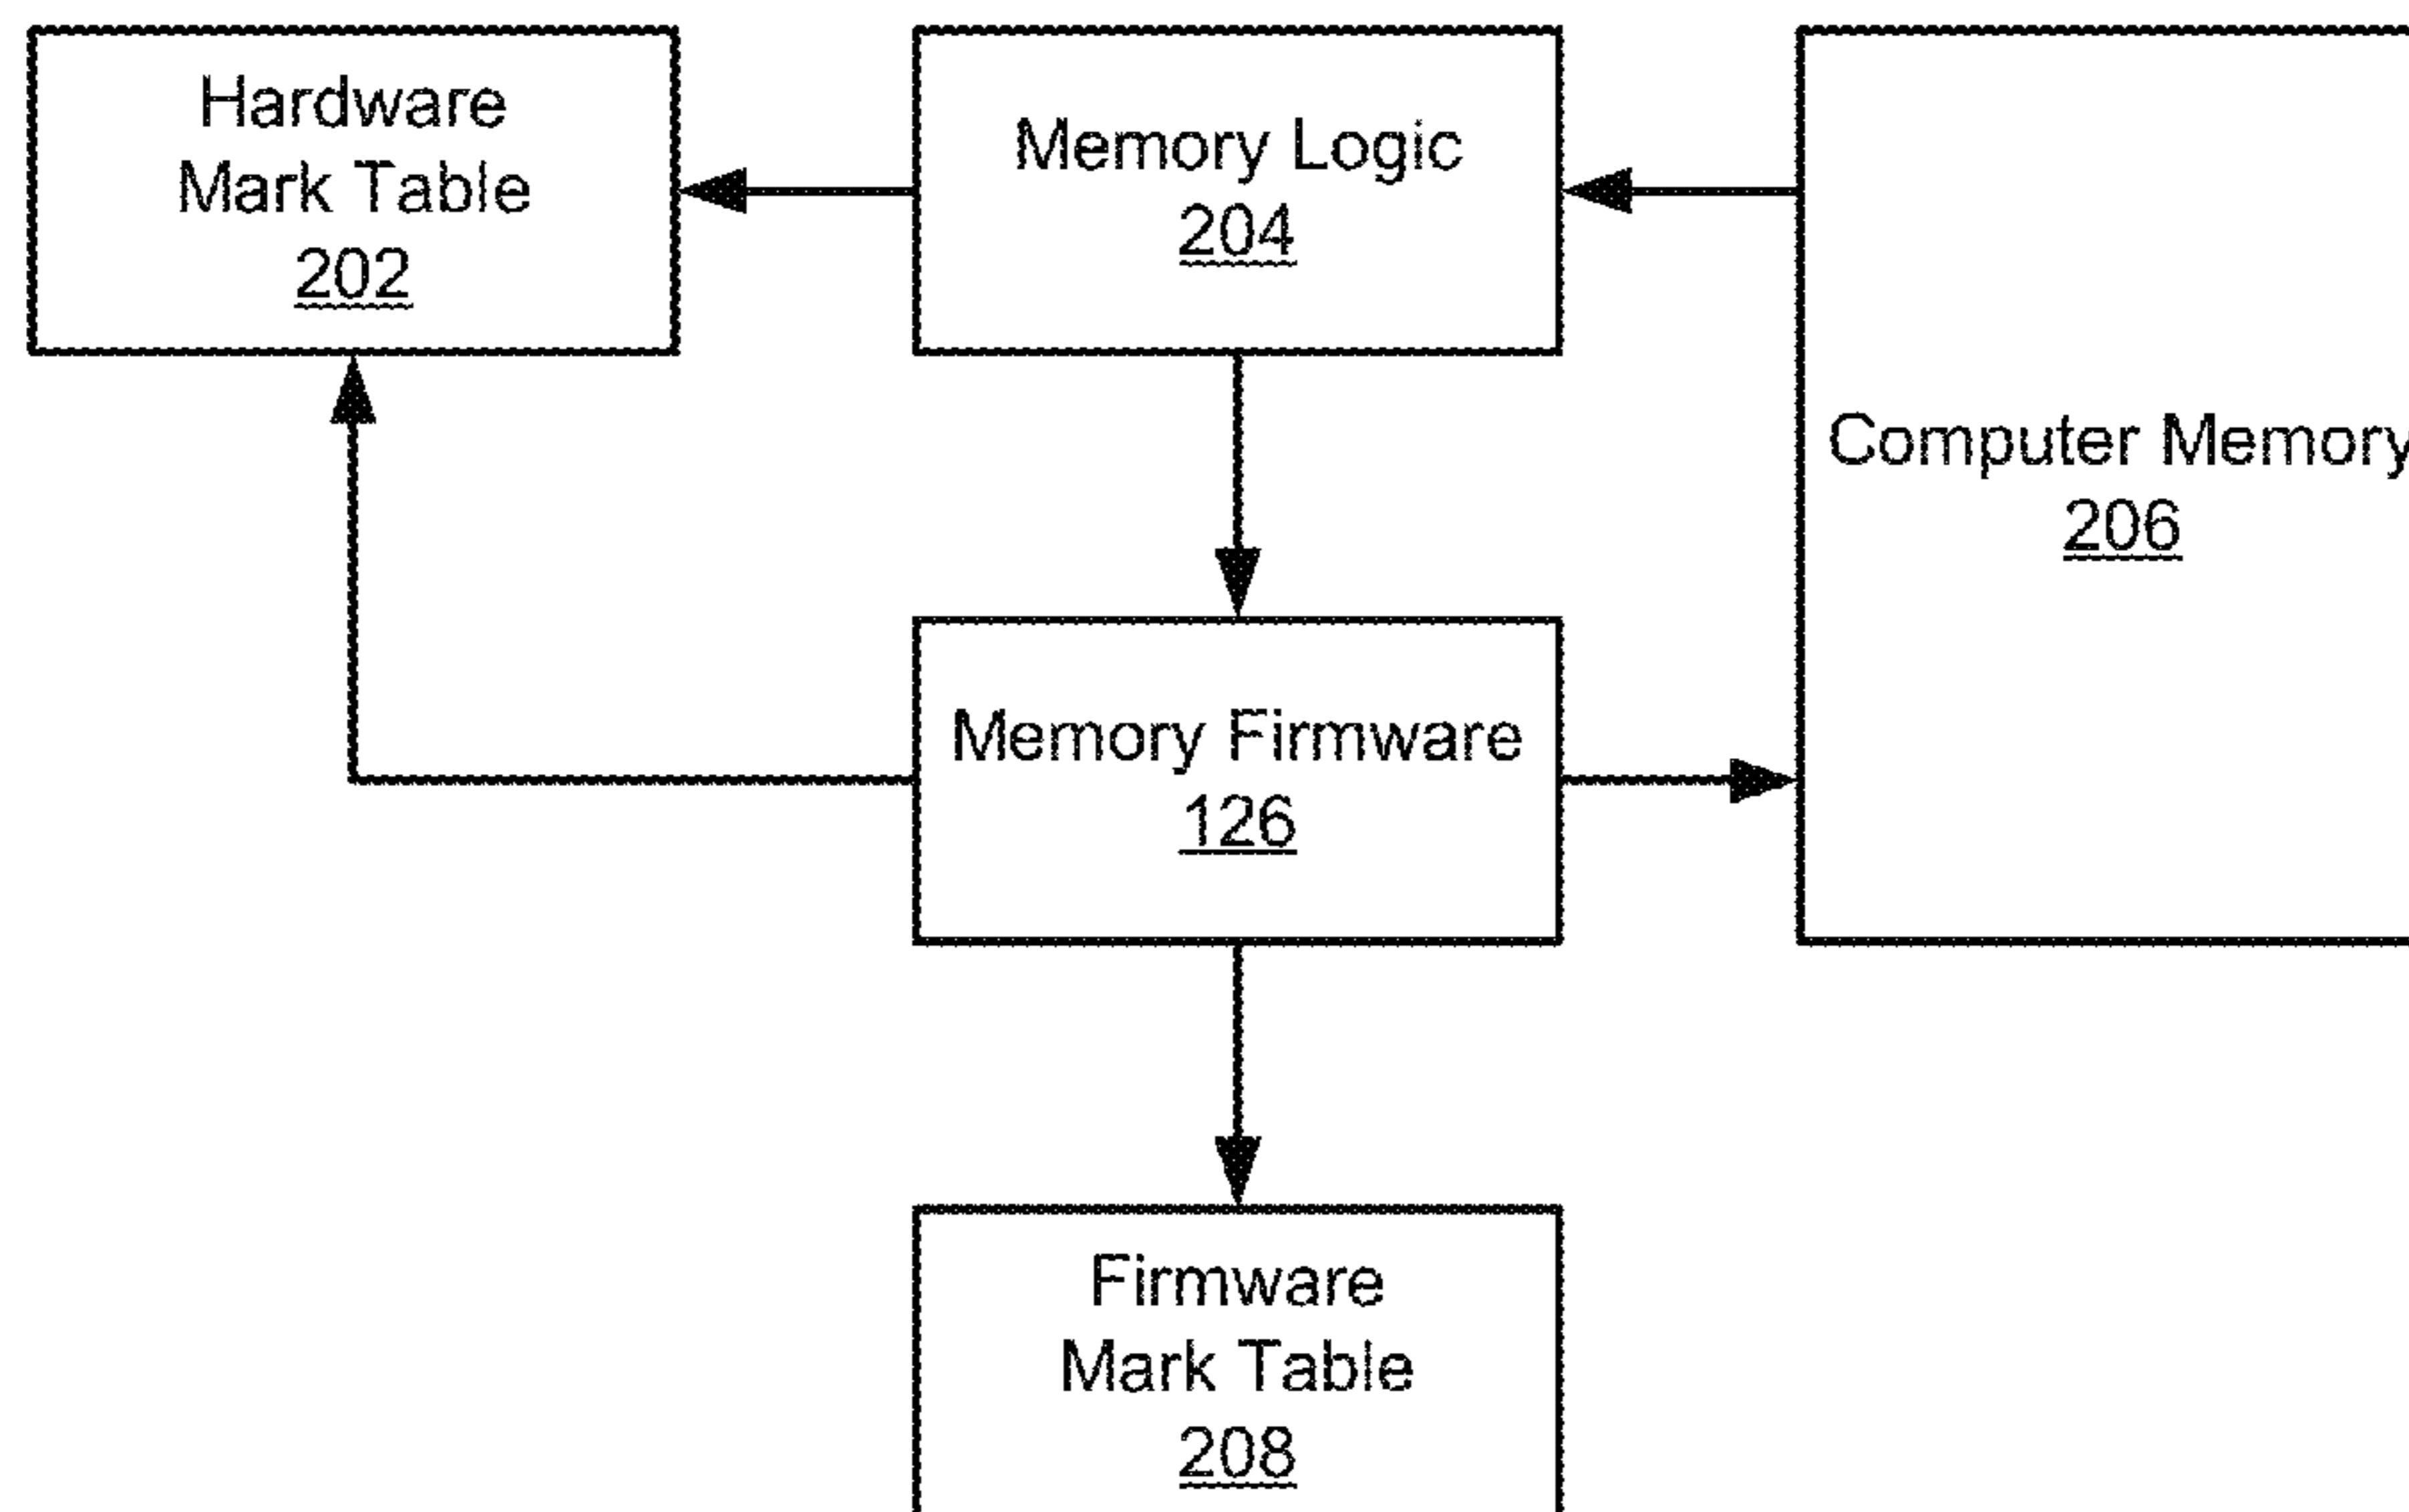 Hardware
Mark Table
202
Memory Logic
204
Computer Memory
206
Memory Firmware
126
Firmware
Mark Table
208